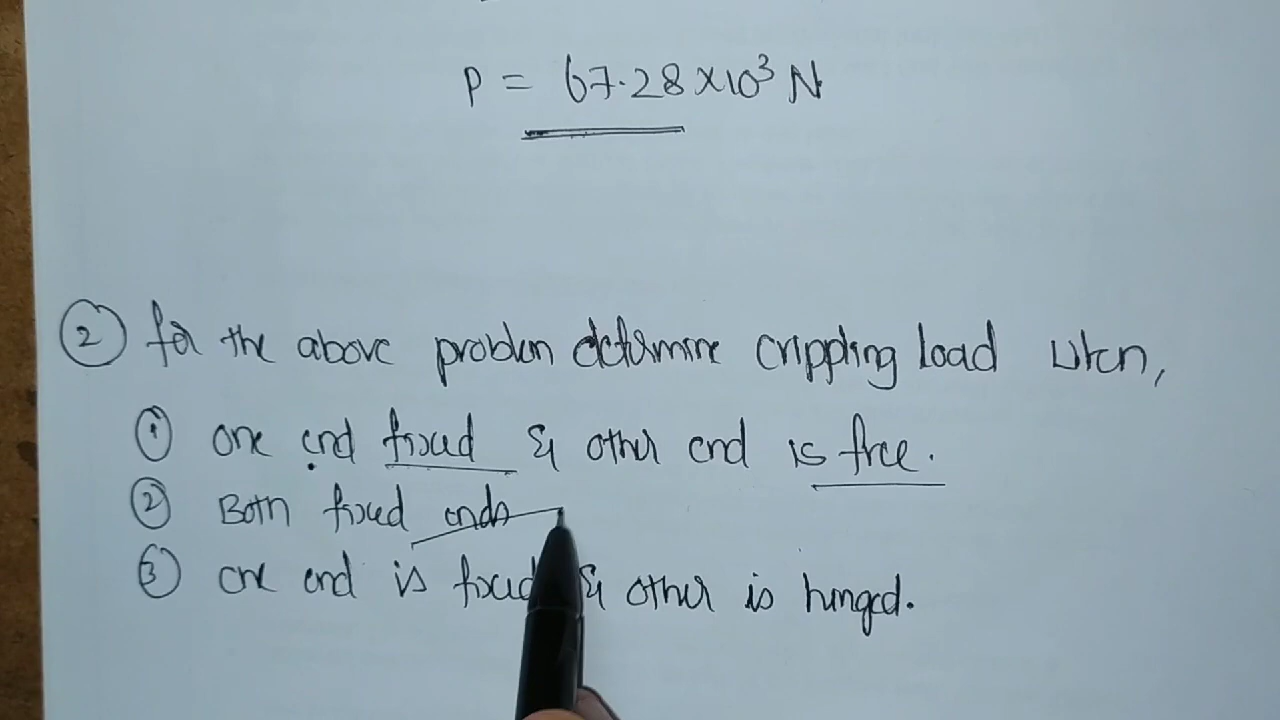 P = 67.28 x10³ N
② for the above problem determine crippling load when,
① one end fixed & other end is free.
② Both fixed ends
③ one end is fixed & other is hinged.